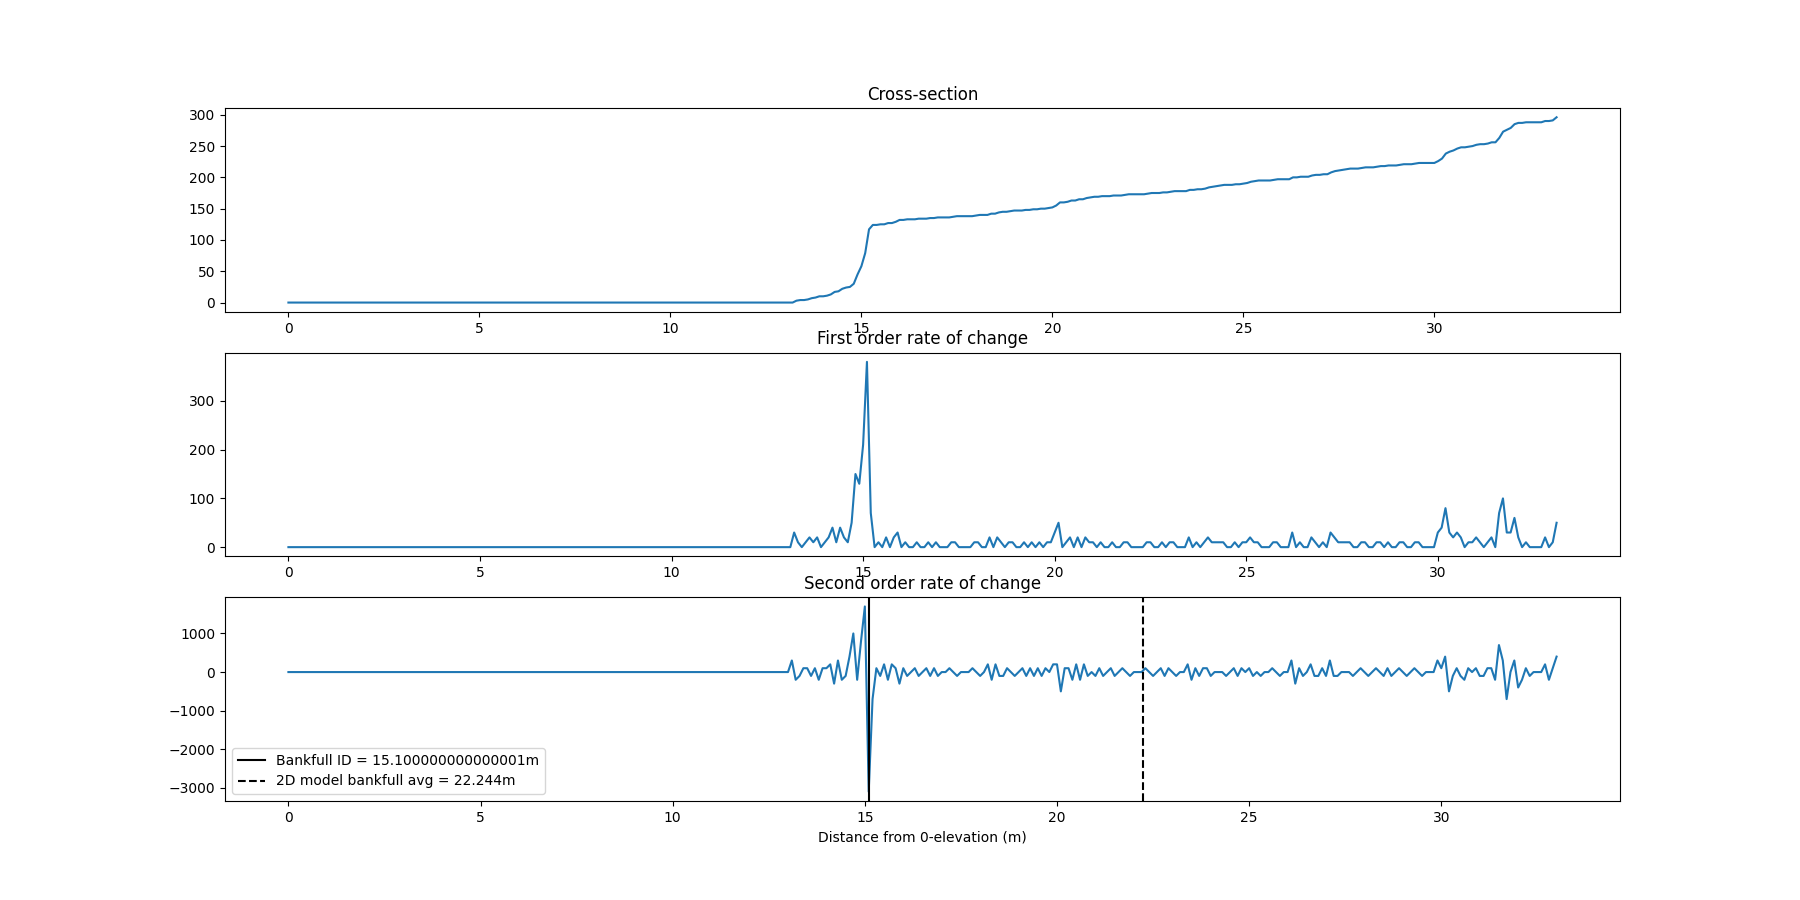 Cross-section
300
250
200
150
100
50
0
0 5 10 15 20 25 30
First order rate of change
300
200
100
0
0 5 10 15 20 25 30
Second order rate of change
1000
0
−1000
−2000
−3000
Bankfull ID = 15.100000000000001m
2D model bankfull avg = 22.244m
0 5 10 15 20 25 30
Distance from 0-elevation (m)